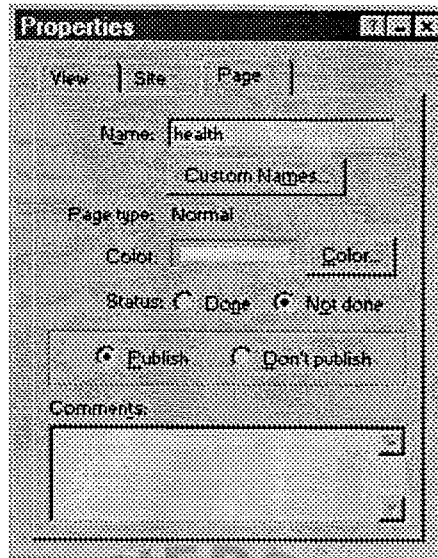 Properties
View Site Page
Name: health
Custom Names...
Page type: Normal
Color: Color...
Status: Done Not done
Publish Don't publish
Comments: